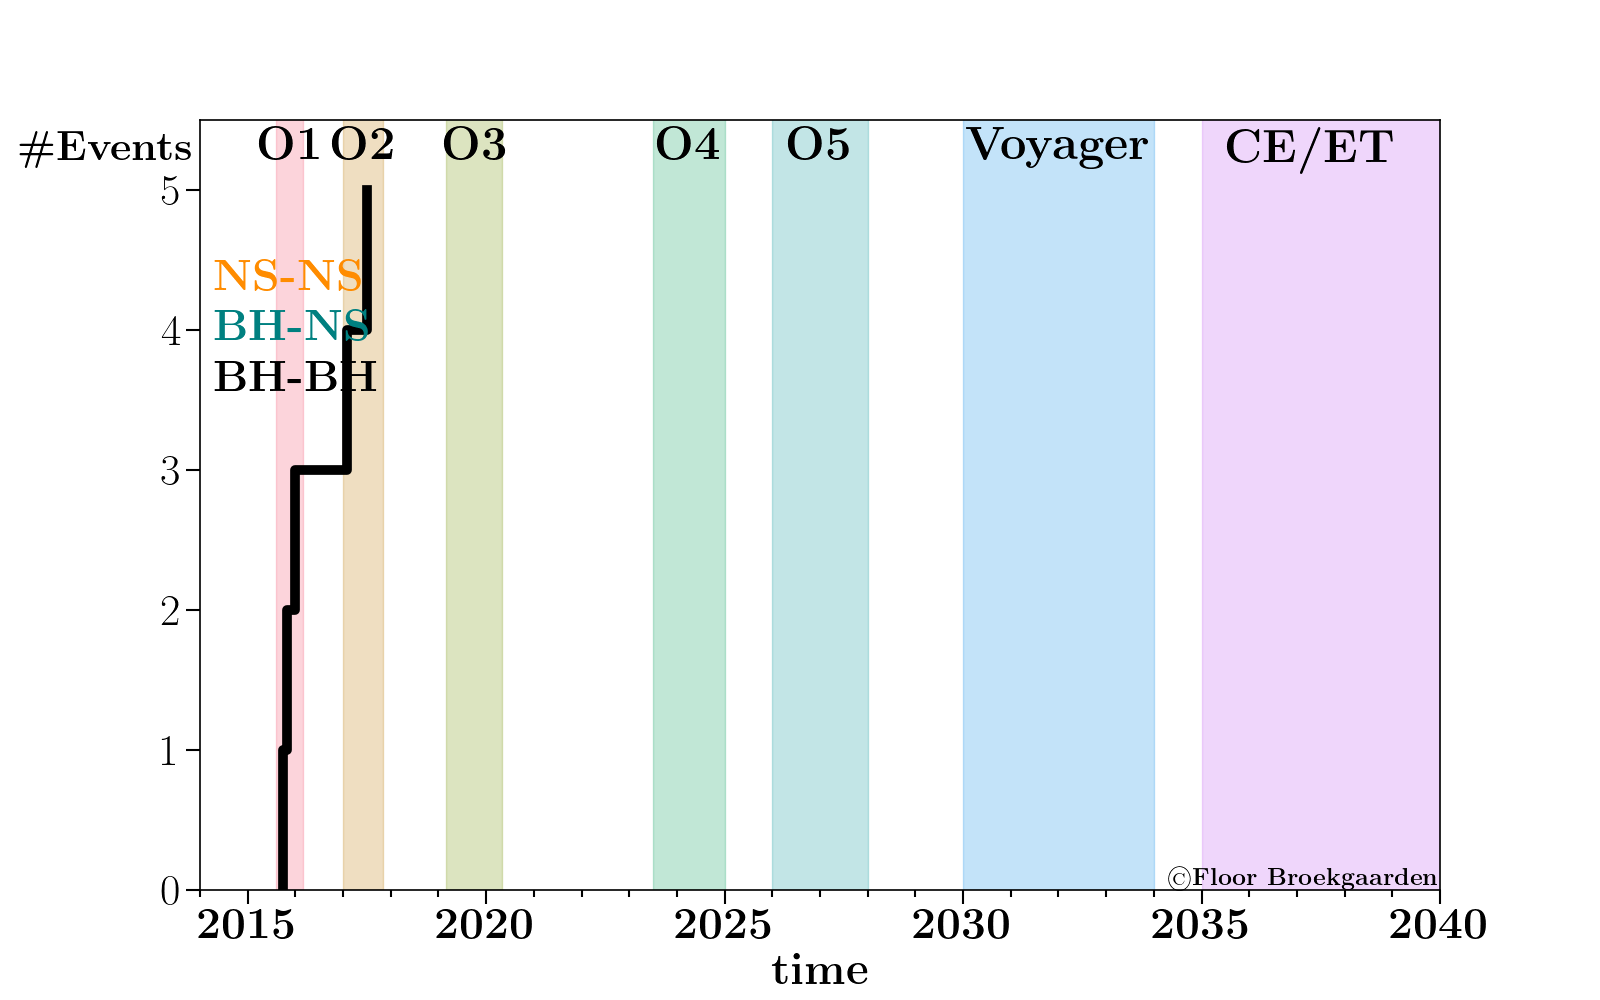 O1 O2 O3 O4 O5 Voyager CE/ET
#Events
5
NS-NS
BH-NS
4
BH-BH
3
2
1
©Floor Broekgaarden
0
2015 2020 2025 2030 2035 2040
time